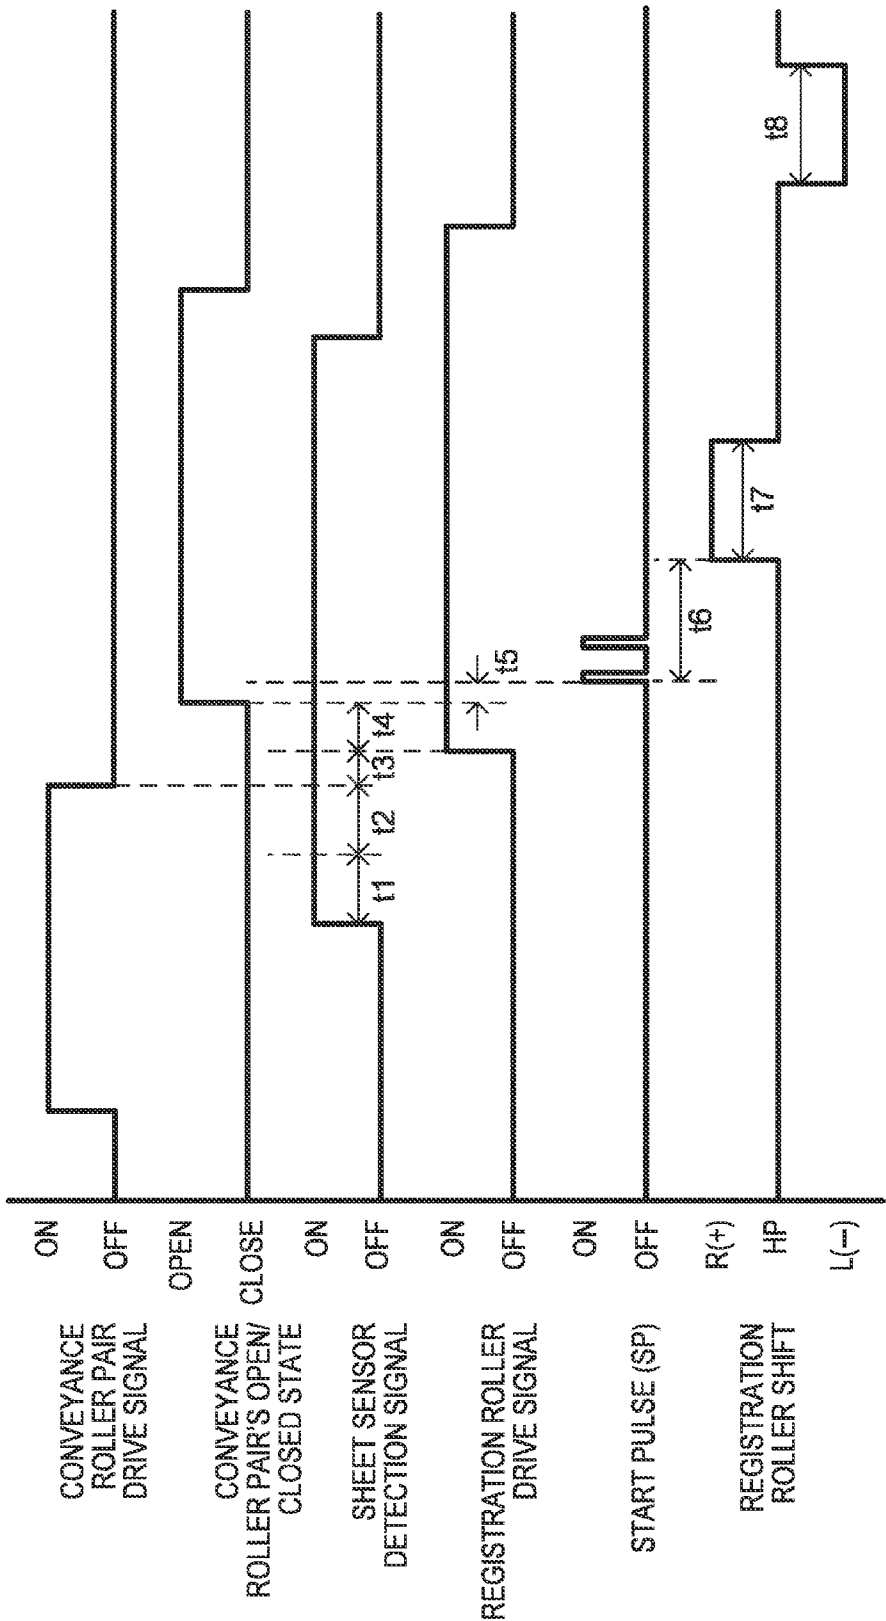 CONVEYANCE
ROLLER PAIR
DRIVE SIGNAL
ON
OFF
CONVEYANCE
ROLLER PAIR'S OPEN/
CLOSED STATE
OPEN
CLOSE
SHEET SENSOR
DETECTION SIGNAL
ON
OFF
t1
t2
t3
t4
REGISTRATION ROLLER
DRIVE SIGNAL
ON
OFF
t5
START PULSE (SP)
ON
OFF
t6
REGISTRATION
ROLLER SHIFT
R(+)
HP
L(−)
t7
t8